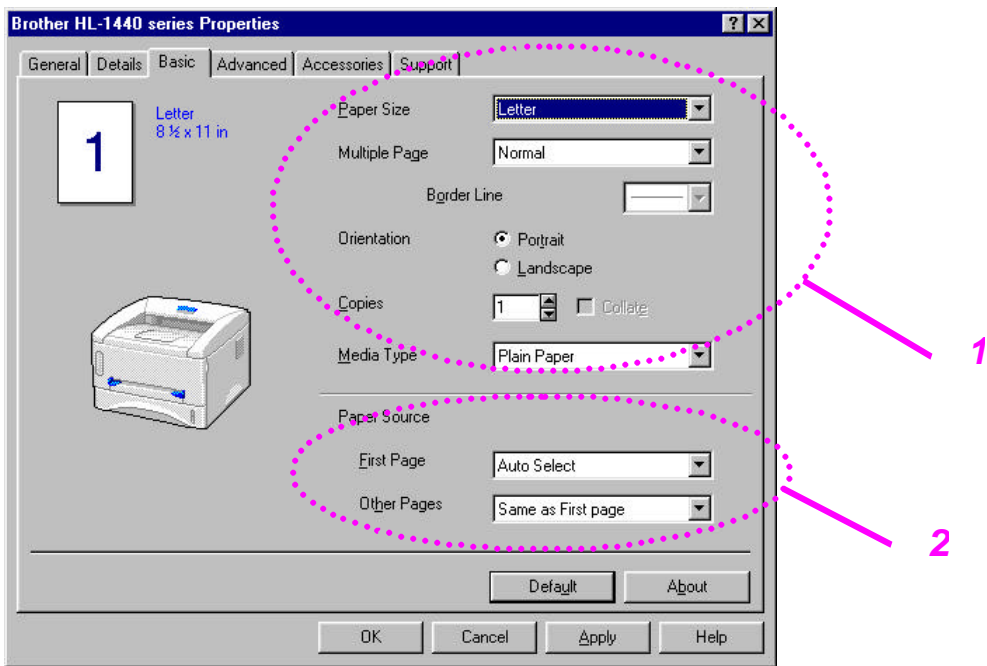 Brother HL-1440 series Properties
General Details Basic Advanced Accessories Support
1
Letter
8 ½ x 11 in
Paper Size Letter
Multiple Page Normal
Border Line
Orientation Portrait
Landscape
Copies 1 Collate
Media Type Plain Paper
1
Paper Source
First Page Auto Select
Other Pages Same as First page
2
Default About
OK Cancel Apply Help